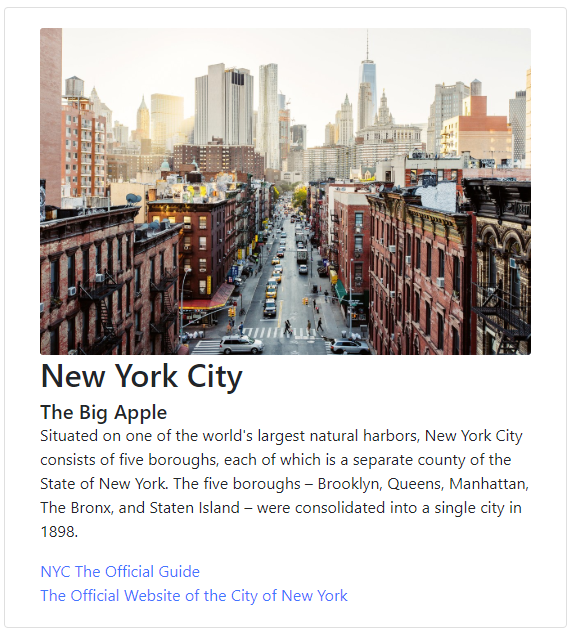 New York City
The Big Apple
Situated on one of the world's largest natural harbors, New York City
consists of five boroughs, each of which is a separate county of the
State of New York. The five boroughs – Brooklyn, Queens, Manhattan,
The Bronx, and Staten Island – were consolidated into a single city in
1898.
NYC The Official Guide
The Official Website of the City of New York